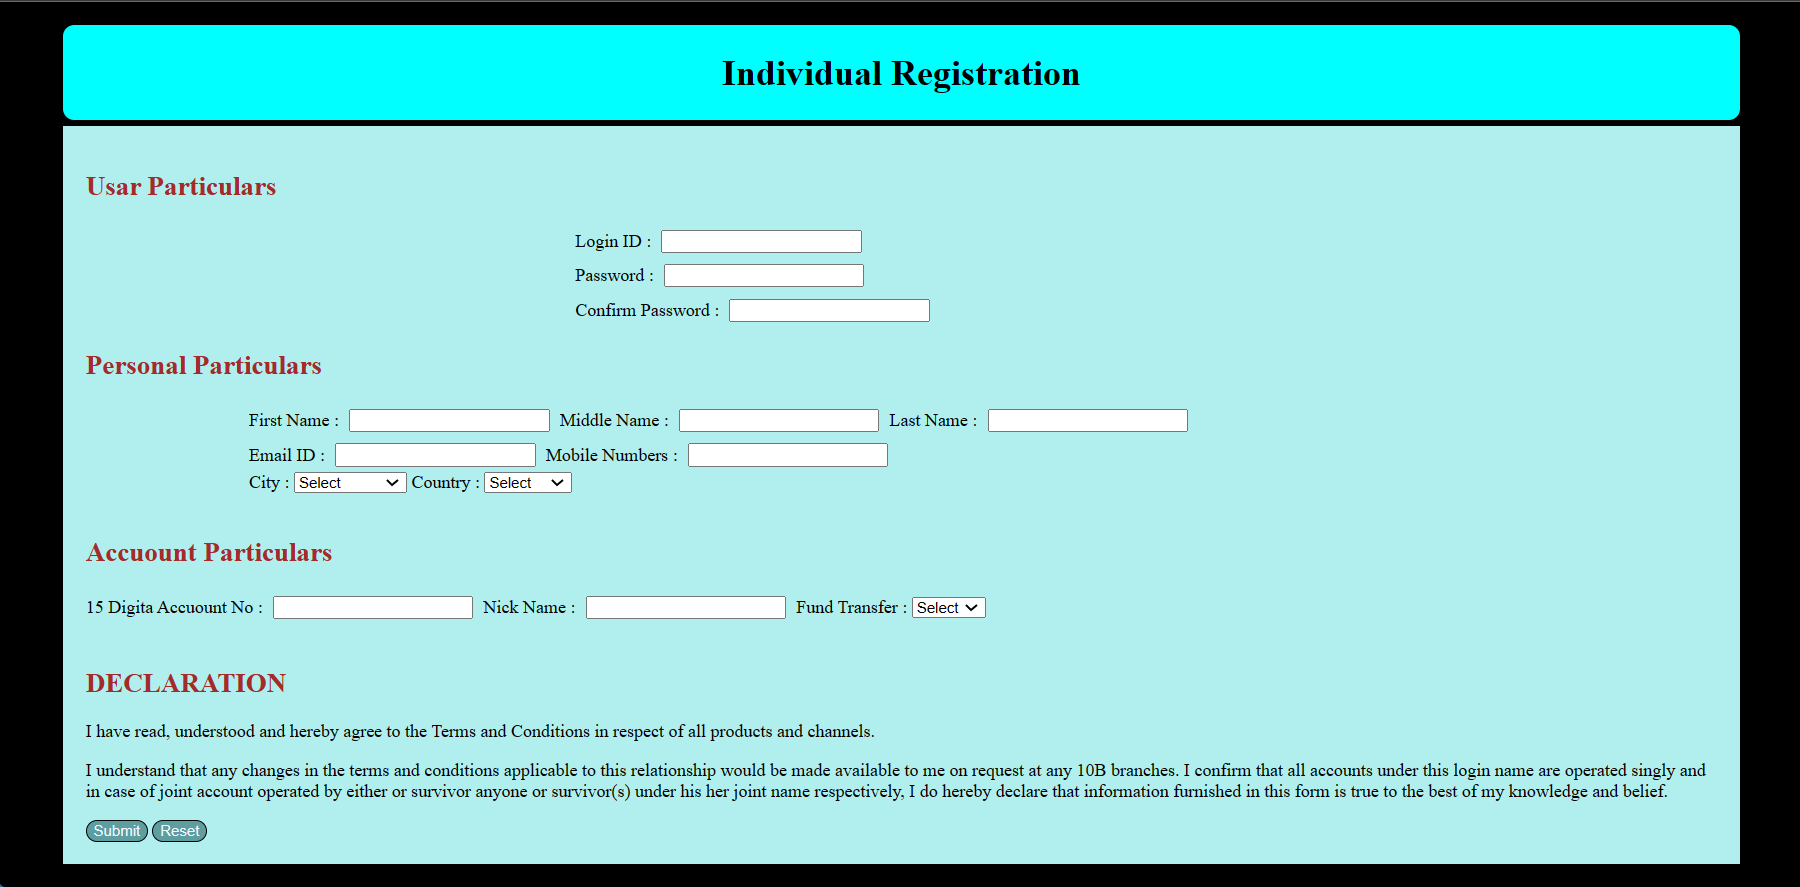 Individual Registration
Usar Particulars
Login ID :
Password :
Confirm Password :
Personal Particulars
First Name : Middle Name : Last Name :
Email ID : Mobile Numbers :
City : Select Country : Select
Accuount Particulars
15 Digita Accuount No : Nick Name : Fund Transfer : Select
DECLARATION
I have read, understood and hereby agree to the Terms and Conditions in respect of all products and channels.
I understand that any changes in the terms and conditions applicable to this relationship would be made available to me on request at any 10B branches. I confirm that all accounts under this login name are operated singly and
in case of joint account operated by either or survivor anyone or survivor(s) under his her joint name respectively, I do hereby declare that information furnished in this form is true to the best of my knowledge and belief.
Submit Reset